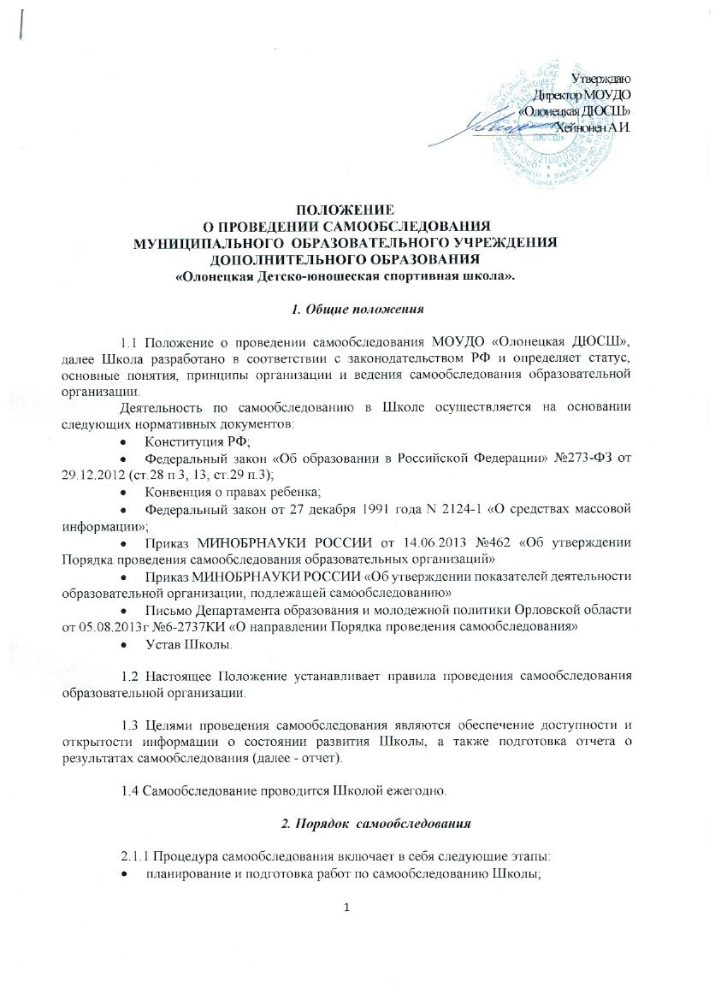 Утверждаю
Директор МОУДО
«Олонецкая ДЮСШ»
Хейнонен А.И.
ПОЛОЖЕНИЕ
О ПРОВЕДЕНИИ САМООБСЛЕДОВАНИЯ
МУНИЦИПАЛЬНОГО ОБРАЗОВАТЕЛЬНОГО УЧРЕЖДЕНИЯ
ДОПОЛНИТЕЛЬНОГО ОБРАЗОВАНИЯ
«Олонецкая Детско-юношеская спортивная школа».
1. Общие положения
1.1 Положение о проведении самообследования МОУДО «Олонецкая ДЮСШ»,
далее Школа разработано в соответствии с законодательством РФ и определяет статус,
основные понятия, принципы организации и ведения самообследования образовательной
организации.
Деятельность по самообследованию в Школе осуществляется на основании
следующих нормативных документов:
• Конституция РФ;
• Федеральный закон «Об образовании в Российской Федерации» №273-ФЗ от
29.12.2012 (ст.28 п 3, 13, ст.29 п.3);
• Конвенция о правах ребенка;
• Федеральный закон от 27 декабря 1991 года N 2124-1 «О средствах массовой
информации»;
• Приказ МИНОБРНАУКИ РОССИИ от 14.06.2013 №462 «Об утверждении
Порядка проведения самообследования образовательных организаций»
• Приказ МИНОБРНАУКИ РОССИИ «Об утверждении показателей деятельности
образовательной организации, подлежащей самообследованию»
• Письмо Департамента образования и молодежной политики Орловской области
от 05.08.2013г №6-2737КИ «О направлении Порядка проведения самообследования»
• Устав Школы.
1.2 Настоящее Положение устанавливает правила проведения самообследования
образовательной организации.
1.3 Целями проведения самообследования являются обеспечение доступности и
открытости информации о состоянии развития Школы, а также подготовка отчета о
результатах самообследования (далее - отчет).
1.4 Самообследование проводится Школой ежегодно.
2. Порядок самообследования
2.1.1 Процедура самообследования включает в себя следующие этапы:
• планирование и подготовка работ по самообследованию Школы;
1